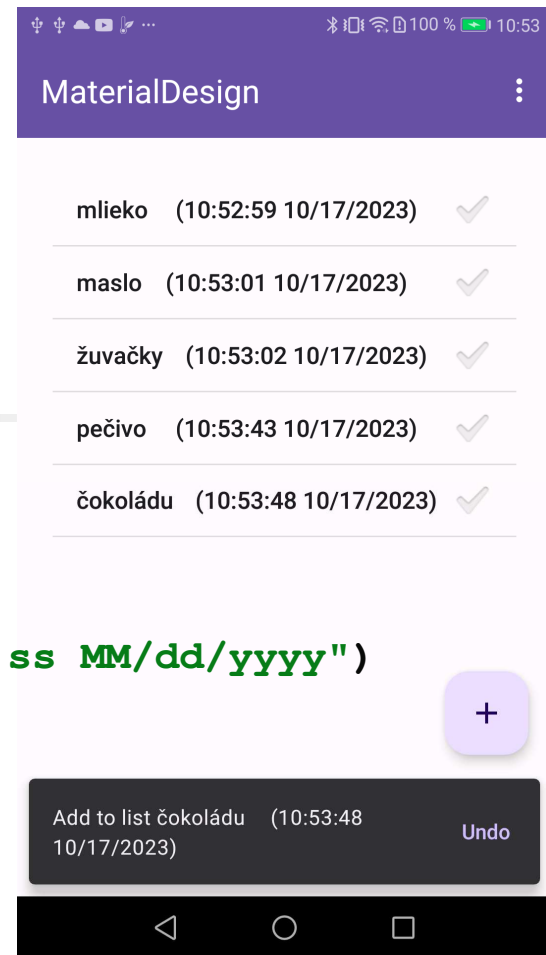 100 % 10:53
MaterialDesign
mlieko (10:52:59 10/17/2023)
maslo (10:53:01 10/17/2023)
žuvačky (10:53:02 10/17/2023)
pečivo (10:53:43 10/17/2023)
čokoládu (10:53:48 10/17/2023)
ss MM/dd/yyyy")
+
Add to list čokoládu (10:53:48
10/17/2023)
Undo